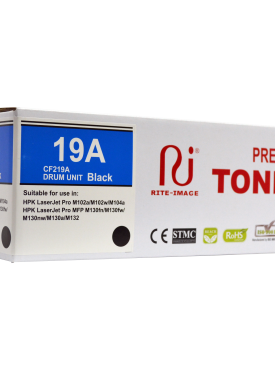 19A
CF219A
DRUM UNIT Black
Suitable for use in:
HPK LaserJet Pro M102a/M102w/M104a
HPK LaserJet Pro MFP M130fn/M130fw/
M130nw/M130a/M132
RITE-IMAGE
PRE
TONE
CE
STMC
RoHS